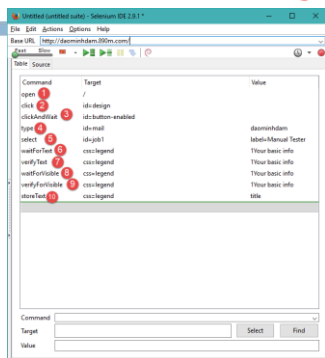 Untitled (untitled suite) - Selenium IDE 2.9.1 *
File Edit Actions Options Help
Base URL http://daominhdam.890m.com/
Fast Slow
Table Source
Command Target Value
open 1 /
click 2 id=design
clickAndWait 3 id=button-enabled
type 4 id=mail daominhdam
select 5 id=job1 label=Manual Tester
waitForText 6 css=legend 1Your basic info
verifyText 7 css=legend 1Your basic info
waitForVisible 8 css=legend 1Your basic info
verifyForVisible 9 css=legend 1Your basic info
storeText 10 css=legend title
Command
Target Select Find
Value